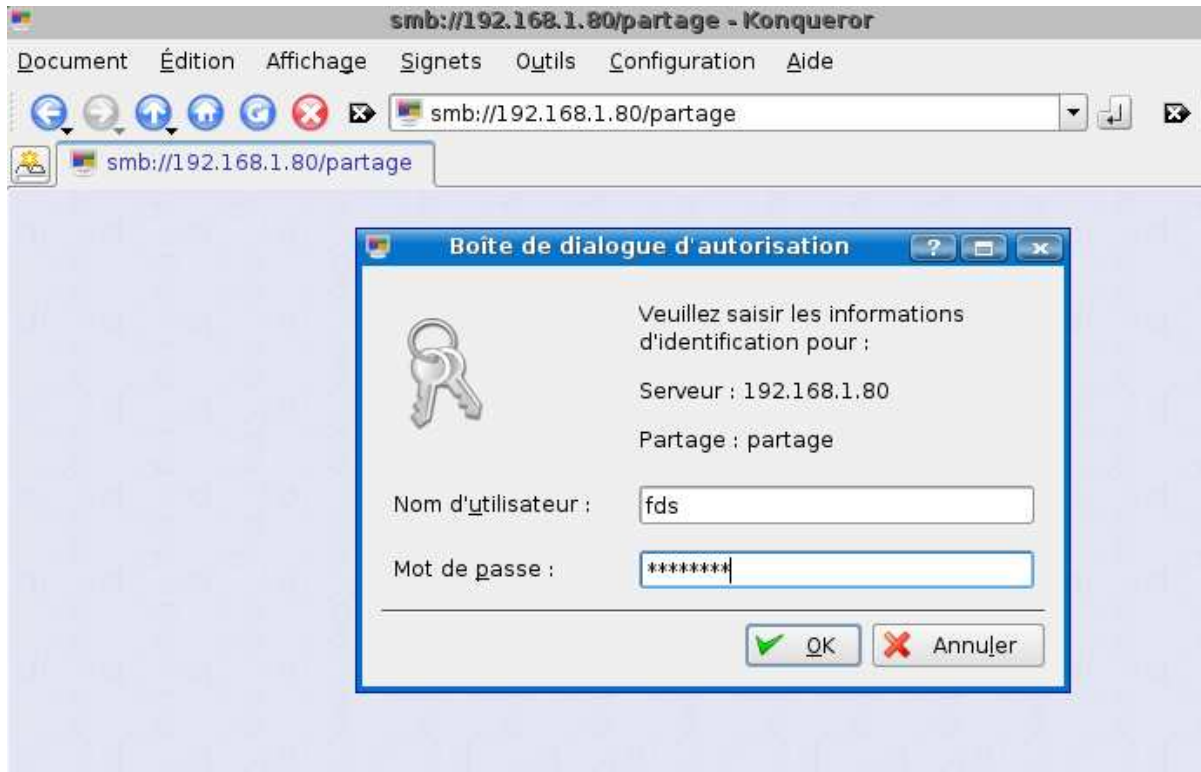 smb://192.168.1.80/partage - Konqueror
Document Édition Affichage Signets Outils Configuration Aide
smb://192.168.1.80/partage
smb://192.168.1.80/partage
Boîte de dialogue d'autorisation
Veuillez saisir les informations
d'identification pour :
Serveur : 192.168.1.80
Partage : partage
Nom d'utilisateur : fds
Mot de passe : ********
OK Annuler